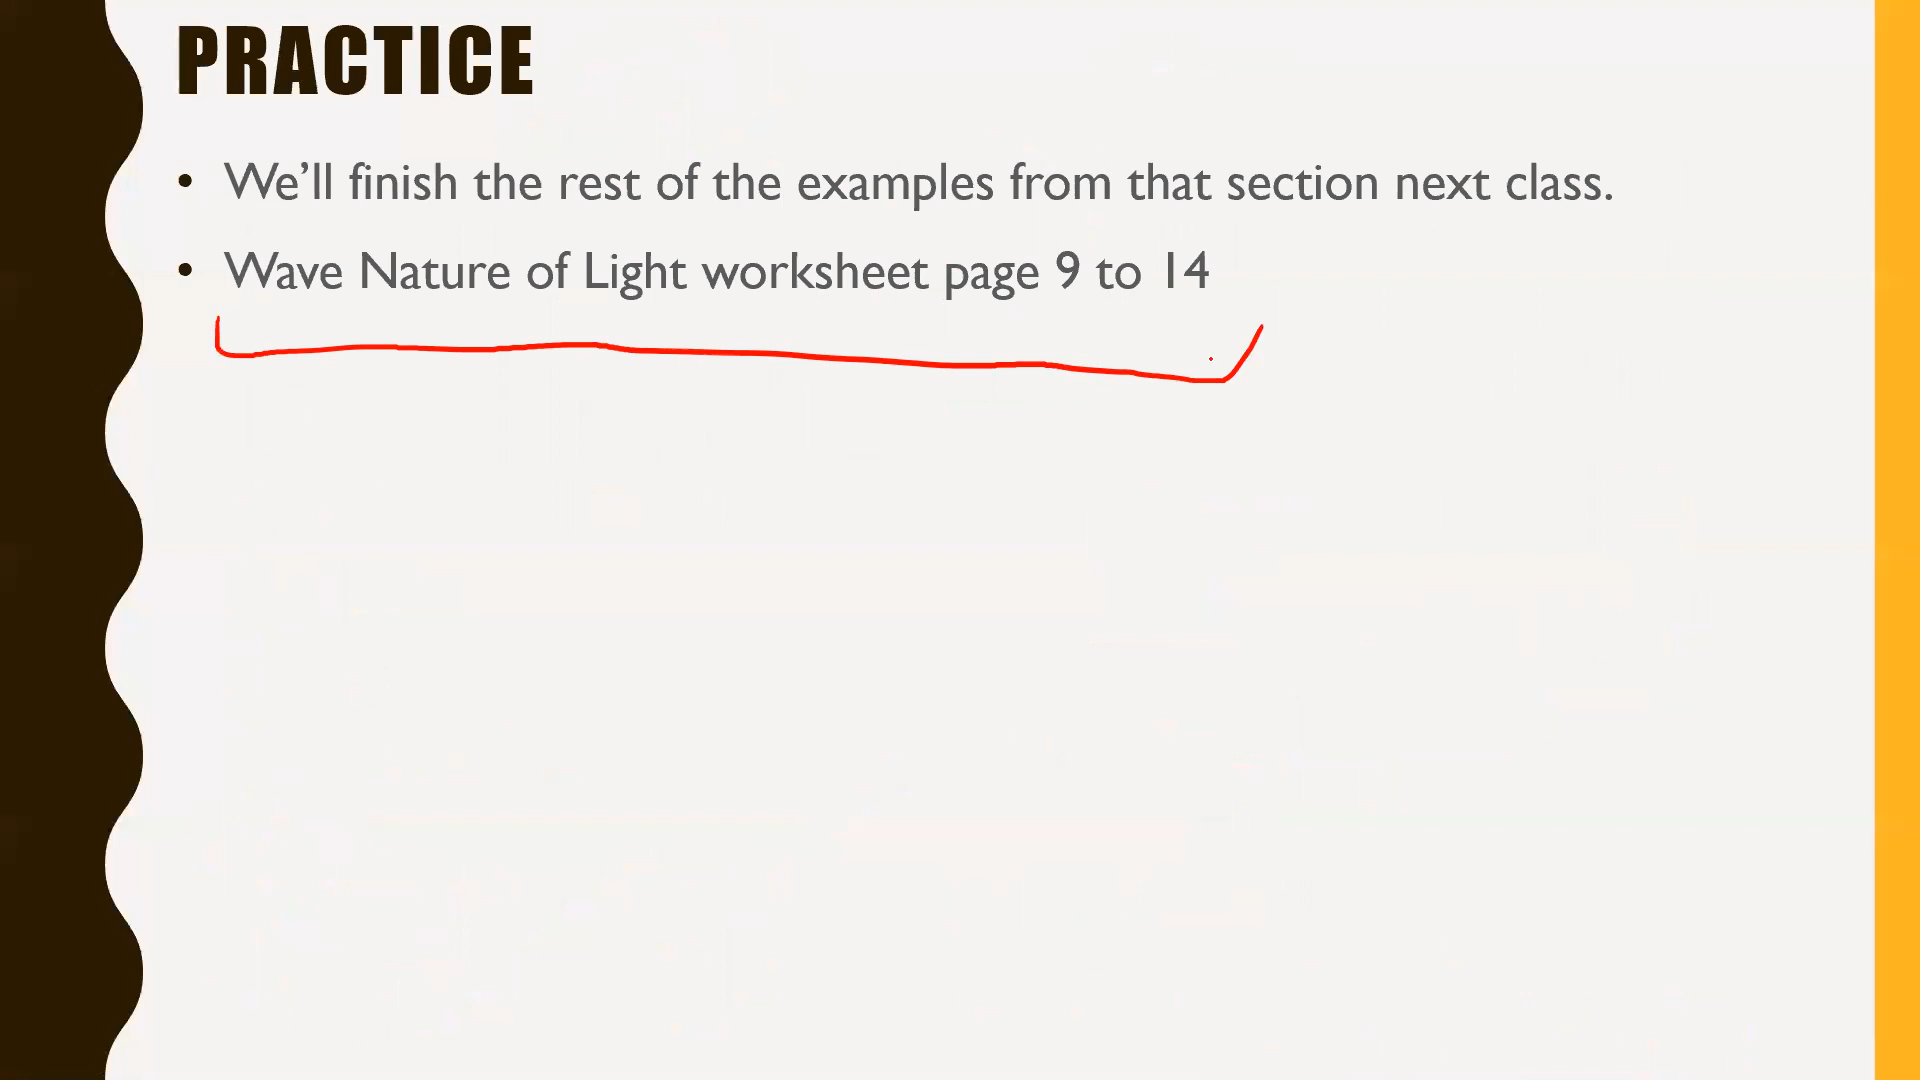 PRACTICE
• We’ll finish the rest of the examples from that section next class.
• Wave Nature of Light worksheet page 9 to 14